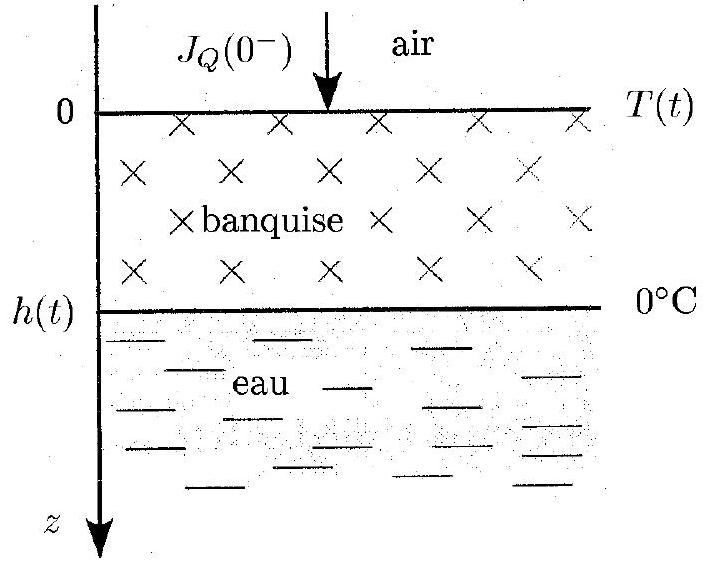 J_Q(0⁻) air
0 T(t)
banquise
h(t) 0°C
eau
z